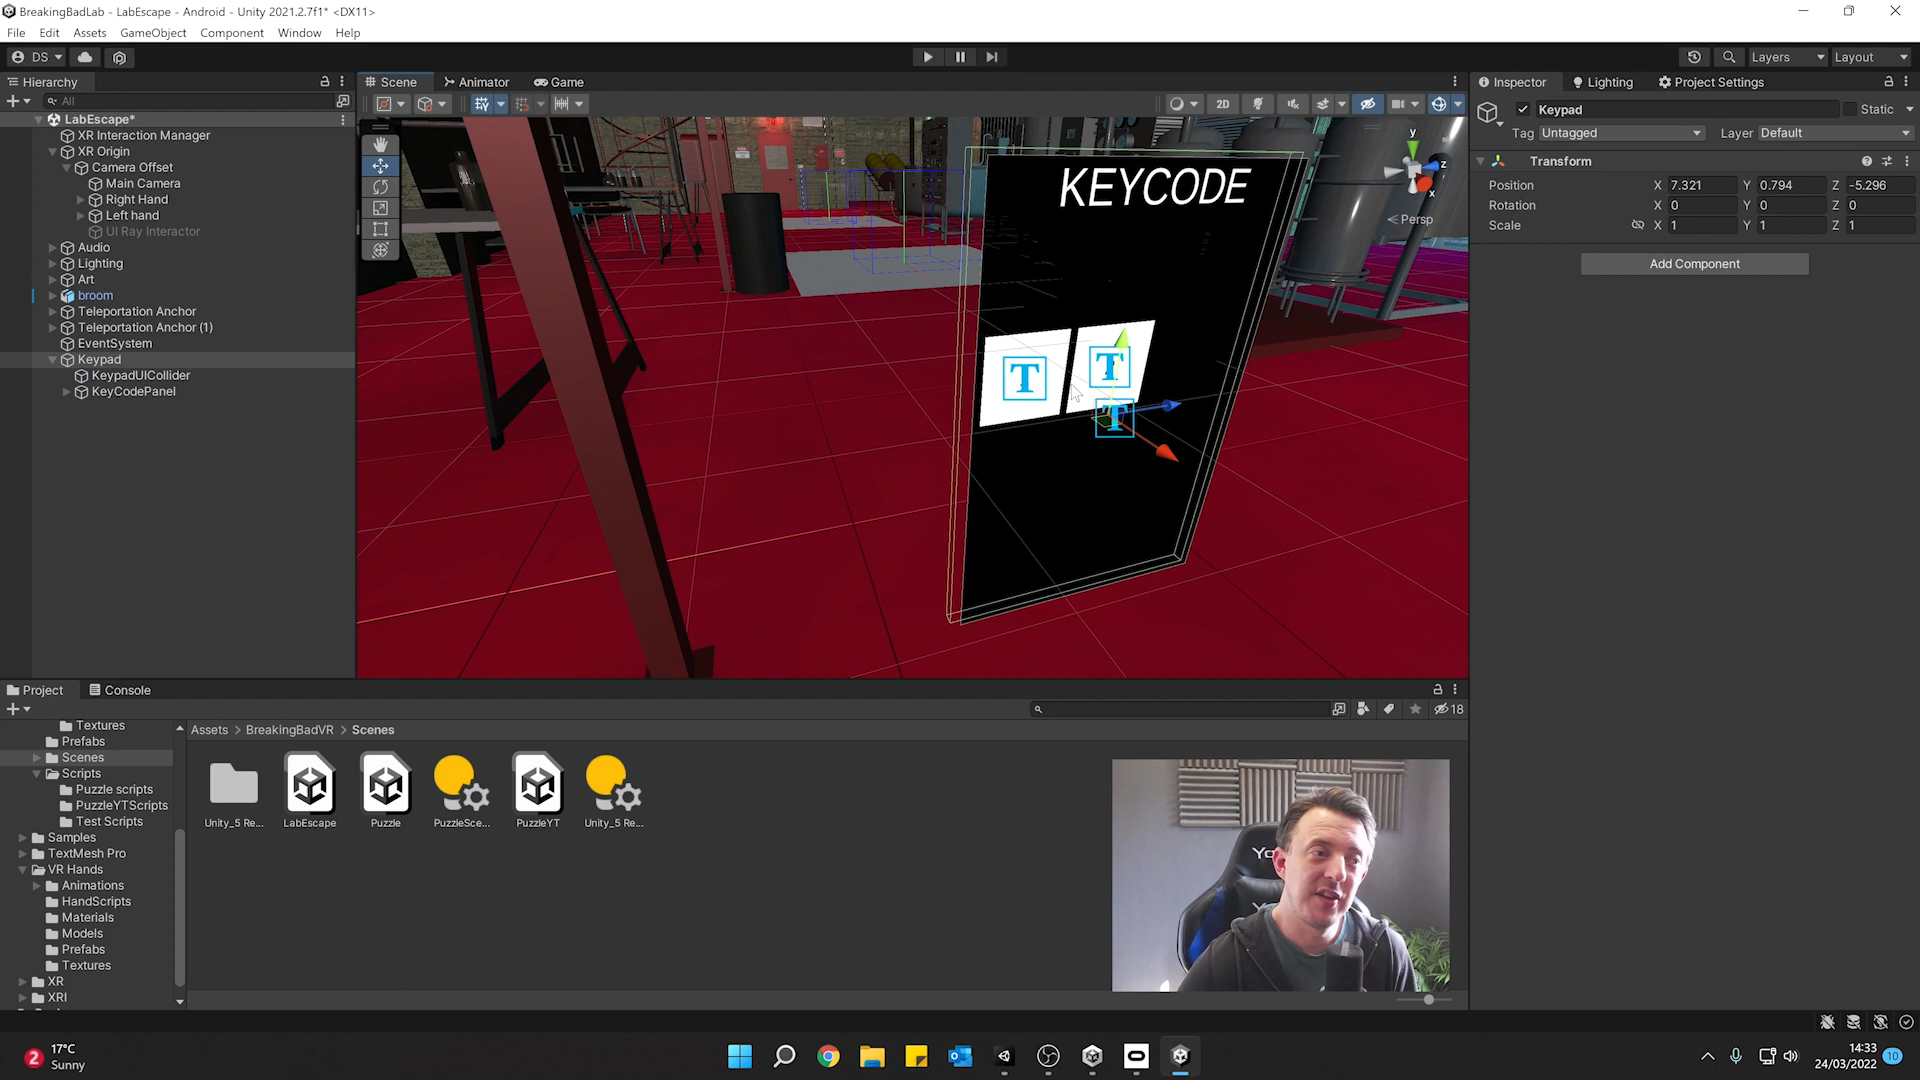 BreakingBadLab - LabEscape - Android - Unity 2021.2.7f1* <DX11>
File Edit Assets GameObject Component Window Help
DS
Layers Layout
Hierarchy
All
LabEscape*
XR Interaction Manager
XR Origin
Camera Offset
Main Camera
Right Hand
Left hand
UI Ray Interactor
Audio
Lighting
Art
broom
Teleportation Anchor
Teleportation Anchor (1)
EventSystem
Keypad
KeypadUICollider
KeyCodePanel
Scene Animator Game
2D
KEYCODE
T
T
T
y
z
x
Persp
Inspector Lighting Project Settings
Keypad Static
Tag Untagged Layer Default
Transform
Position X 7.321 Y 0.794 Z -5.296
Rotation X 0 Y 0 Z 0
Scale X 1 Y 1 Z 1
Add Component
Project Console
18
Textures
Prefabs
Scenes
Scripts
Puzzle scripts
PuzzleYTScripts
Test Scripts
Samples
TextMesh Pro
VR Hands
Animations
HandScripts
Materials
Models
Prefabs
Textures
XR
XRI
Assets > BreakingBadVR > Scenes
Unity_5 Re... LabEscape Puzzle PuzzleSce... PuzzleYT Unity_5 Re...
2
17°C
Sunny
14:33
24/03/2022
10